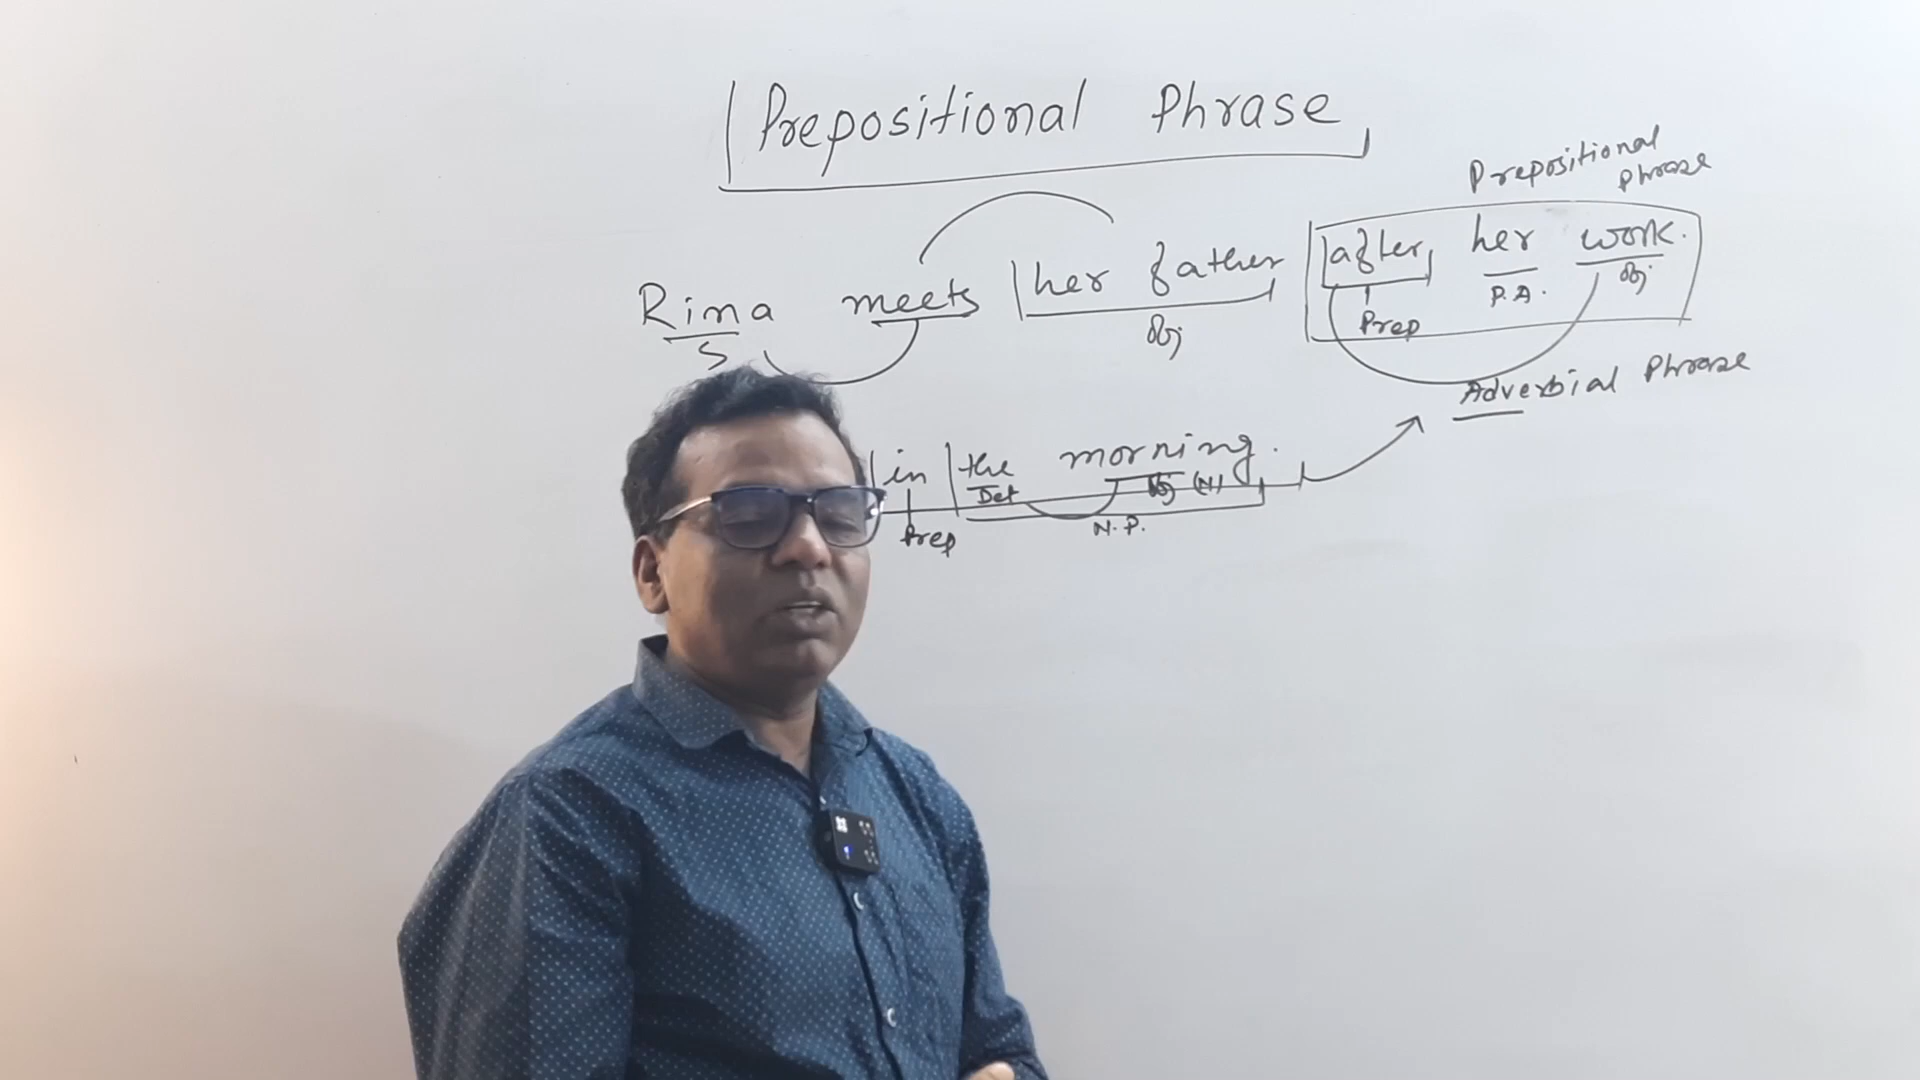 Prepositional Phrase
Prepositional
Phrase
Rima meets her father after her work.
S Obj Prep P.A. Obj
Adverbial Phrase
in the morning.
Det Obj (N)
Prep N.P.